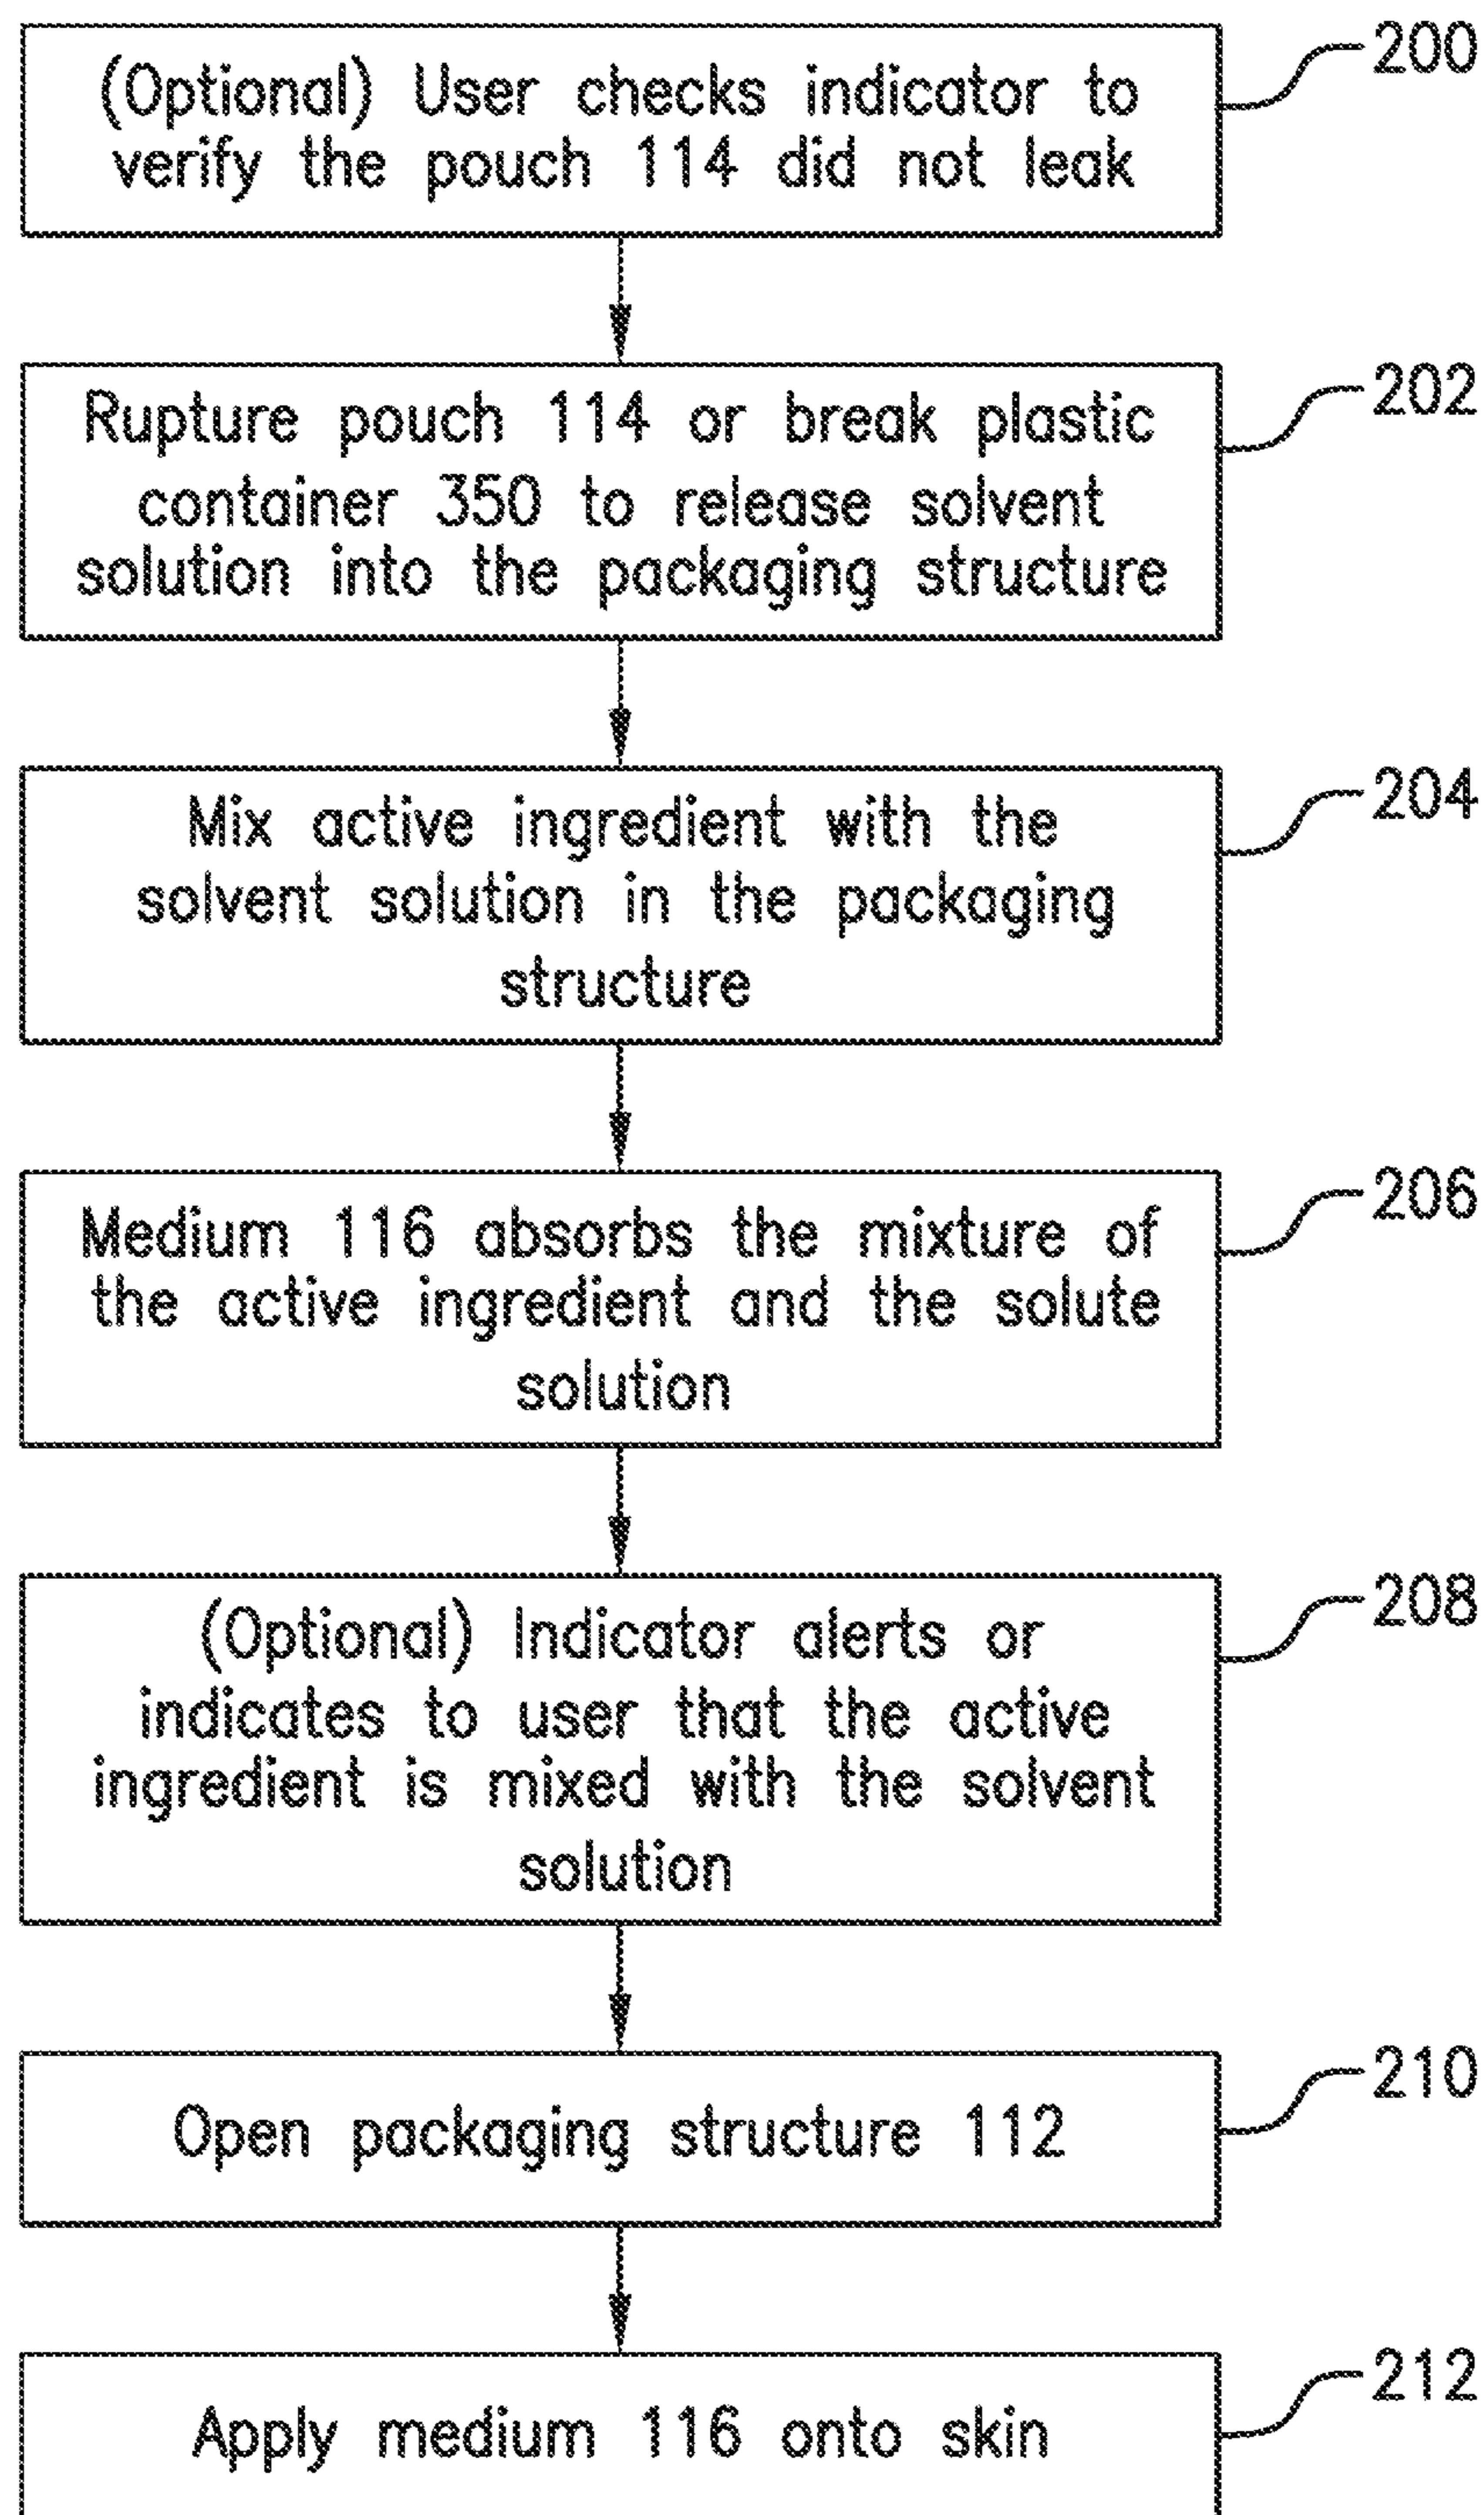 (Optional) User checks indicator to
verify the pouch 114 did not leak
200
Rupture pouch 114 or break plastic
container 350 to release solvent
solution into the packaging structure
202
Mix active ingredient with the
solvent solution in the packaging
structure
204
Medium 116 absorbs the mixture of
the active ingredient and the solute
solution
206
(Optional) Indicator alerts or
indicates to user that the active
ingredient is mixed with the solvent
solution
208
Open packaging structure 112
210
Apply medium 116 onto skin
212